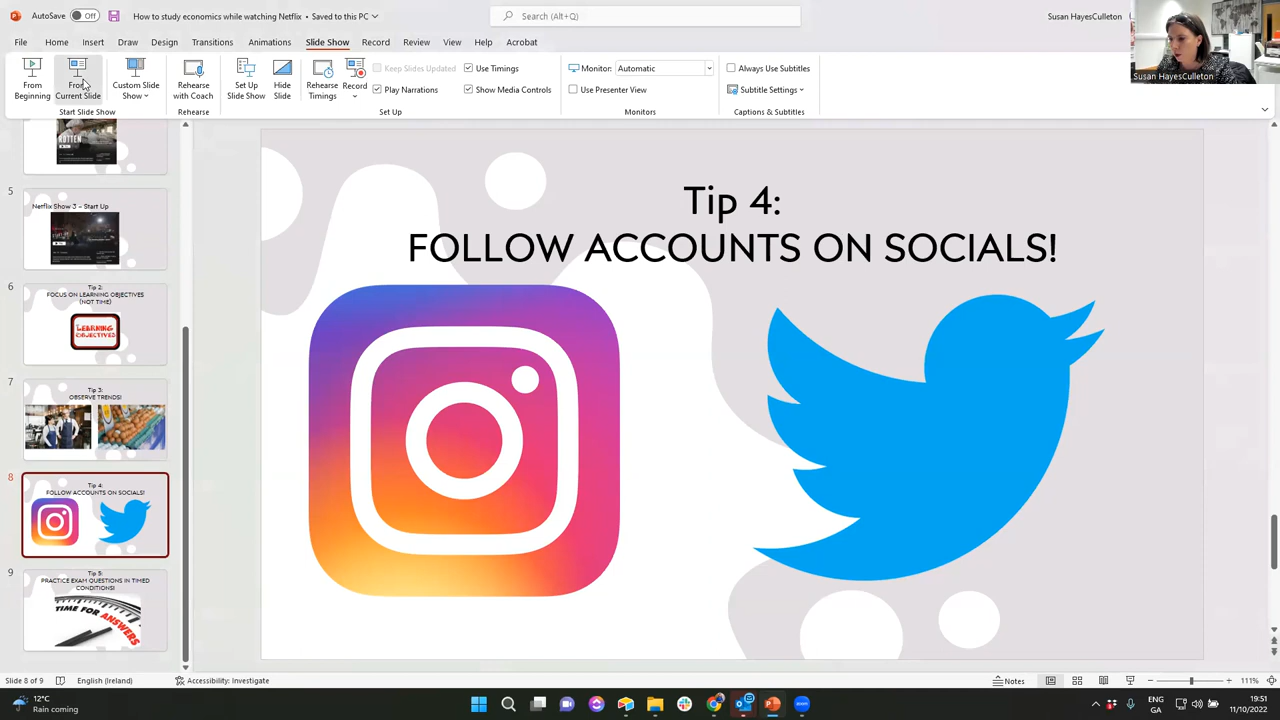 AutoSave Off How to study economics while watching Netflix • Saved to this PC Search (Alt+Q) Susan HayesCulleton
File Home Insert Draw Design Transitions Animations Slide Show Record Review View Help Acrobat
From Beginning
From Current Slide
Custom Slide Show
Start Slide Show
Rehearse with Coach
Rehearse
Set Up Slide Show
Hide Slide
Rehearse Timings
Record
Keep Slides Updated
Play Narrations
Use Timings
Show Media Controls
Set Up
Monitor: Automatic
Use Presenter View
Monitors
Always Use Subtitles
Subtitle Settings
Captions & Subtitles
Susan HayesCulleton
ROTTEN
5
Netflix Show 3 – Start Up
6
Tip 2:
FOCUS ON LEARNING OBJECTIVES
(NOT TIME)
LEARNING
OBJECTIVES
7
Tip 3:
OBSERVE TRENDS!
8
Tip 4:
FOLLOW ACCOUNTS ON SOCIALS!
9
Tip 5:
PRACTICE EXAM QUESTIONS IN TIMED
CONDITIONS!
TIME FOR ANSWERS
Tip 4:
FOLLOW ACCOUNTS ON SOCIALS!
Slide 8 of 9 English (Ireland) Accessibility: Investigate Notes 111%
12°C
Rain coming
ENG
GA
19:31
11/10/2022